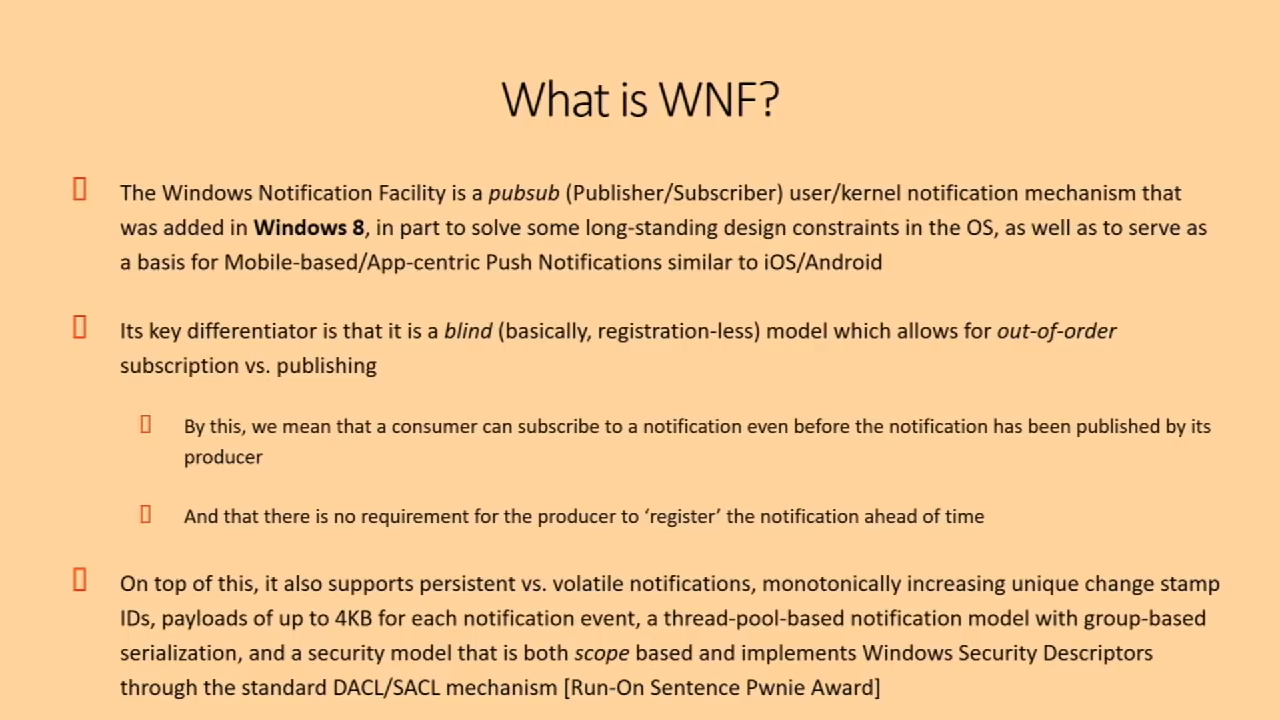 What is WNF?
The Windows Notification Facility is a pubsub (Publisher/Subscriber) user/kernel notification mechanism that
was added in Windows 8, in part to solve some long-standing design constraints in the OS, as well as to serve as
a basis for Mobile-based/App-centric Push Notifications similar to iOS/Android
Its key differentiator is that it is a blind (basically, registration-less) model which allows for out-of-order
subscription vs. publishing
By this, we mean that a consumer can subscribe to a notification even before the notification has been published by its
producer
And that there is no requirement for the producer to ‘register’ the notification ahead of time
On top of this, it also supports persistent vs. volatile notifications, monotonically increasing unique change stamp
IDs, payloads of up to 4KB for each notification event, a thread-pool-based notification model with group-based
serialization, and a security model that is both scope based and implements Windows Security Descriptors
through the standard DACL/SACL mechanism [Run-On Sentence Pwnie Award]